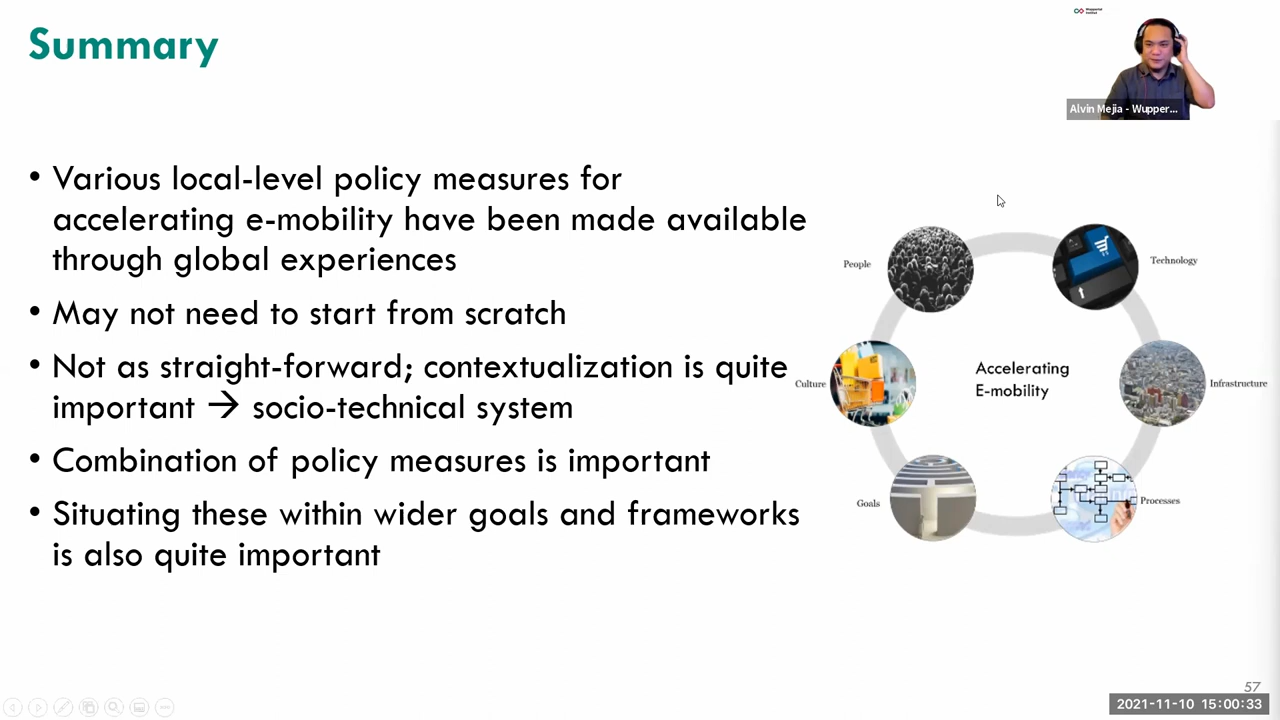 Summary
Wuppertal
Institut
Alvin Mejia - Wupper...
• Various local-level policy measures for
accelerating e-mobility have been made available
through global experiences
• May not need to start from scratch
• Not as straight-forward; contextualization is quite
important → socio-technical system
• Combination of policy measures is important
• Situating these within wider goals and frameworks
is also quite important
People
Technology
Culture
Accelerating
E-mobility
Infrastructure
Goals
Processes
57
2021-11-10 15:00:33